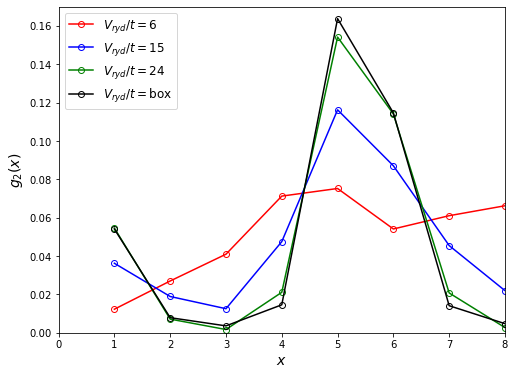 0.16
0.14
0.12
0.10
0.08
0.06
0.04
0.02
0.00
g₂(x)
V_ryd/t = 6
V_ryd/t = 15
V_ryd/t = 24
V_ryd/t = box
0 1 2 3 4 5 6 7 8
x